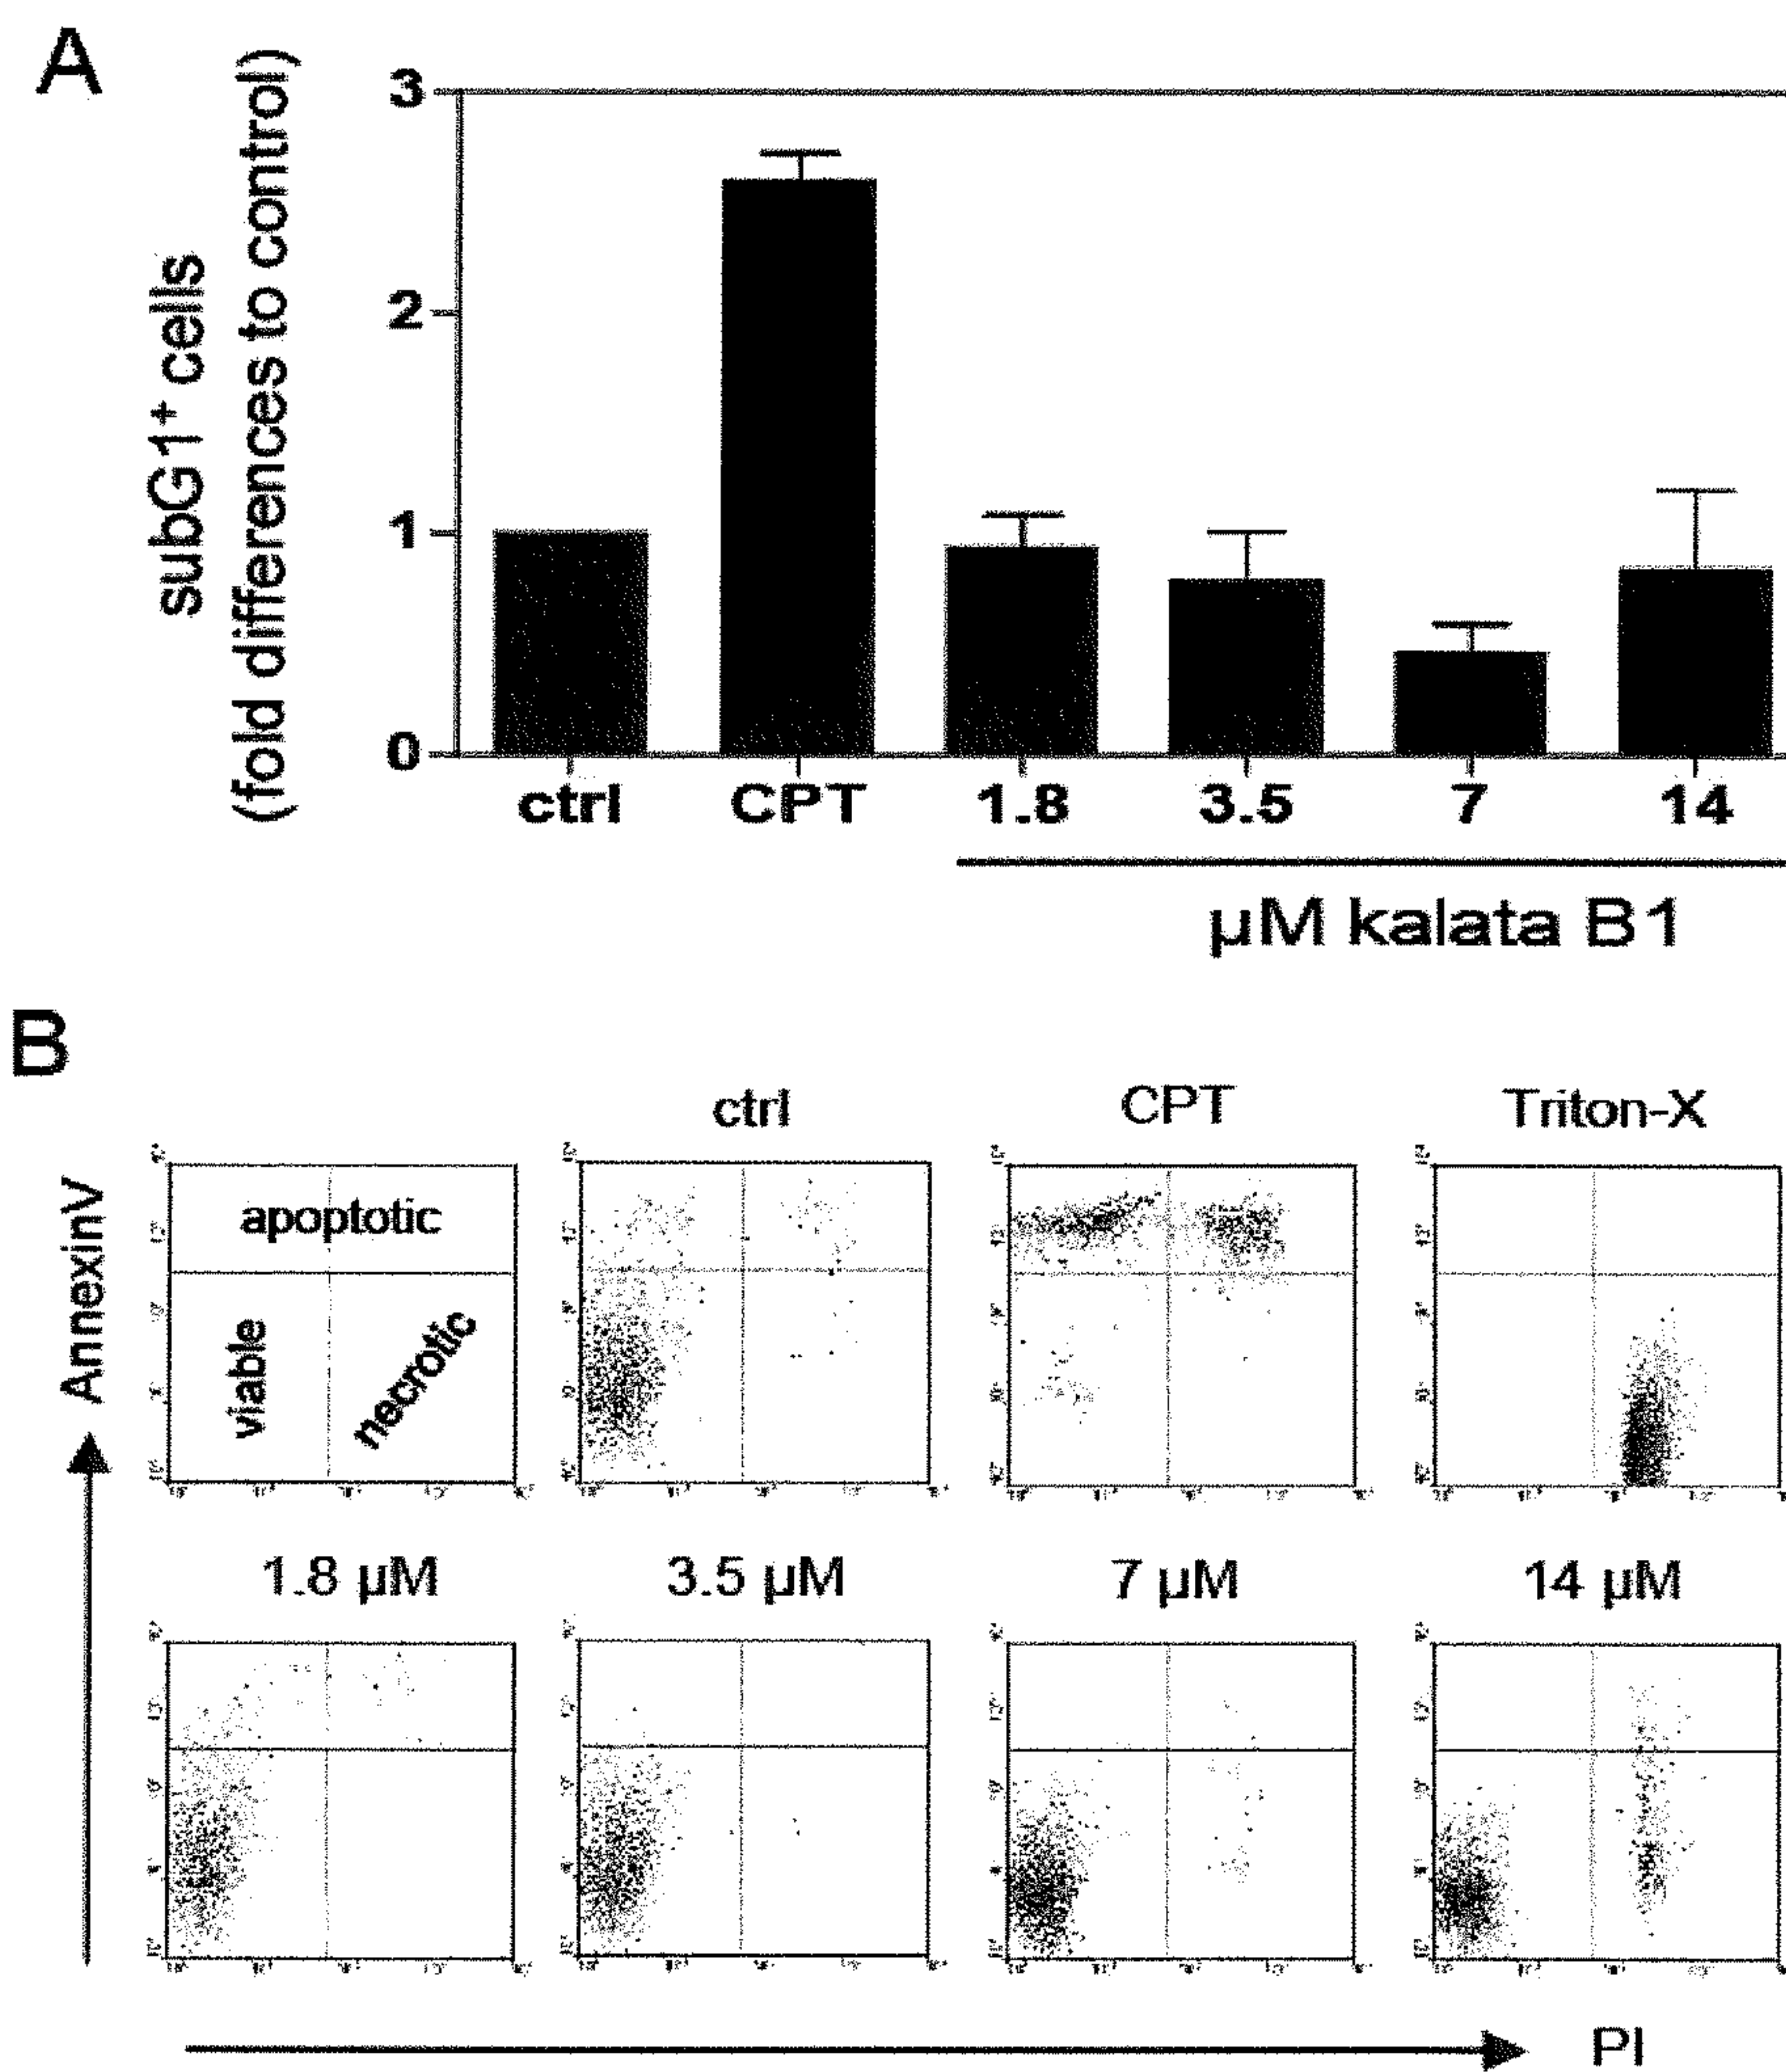 A
subG1⁺ cells
(fold differences to control)
3
2
1
0
ctrl
CPT
1.8
3.5
7
14
µM kalata B1
B
AnnexinV
ctrl
CPT
Triton-X
apoptotic
viable
necrotic
1.8 µM
3.5 µM
7 µM
14 µM
PI